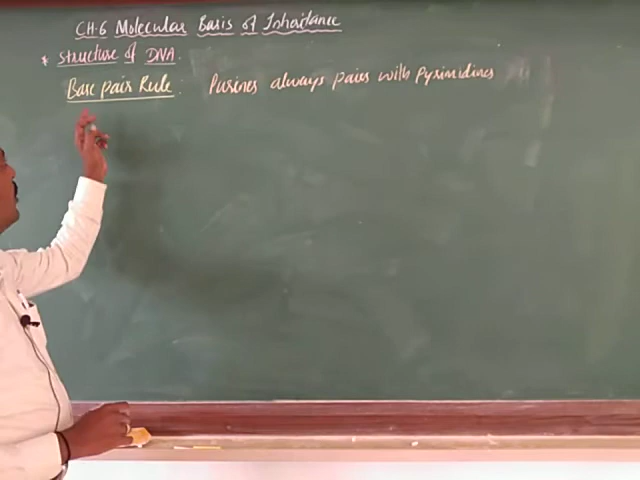 CH-6 Molecular Basis of Inheritance
* Structure of DNA.
Base pair Rule : Purines always pairs with Pyrimidines